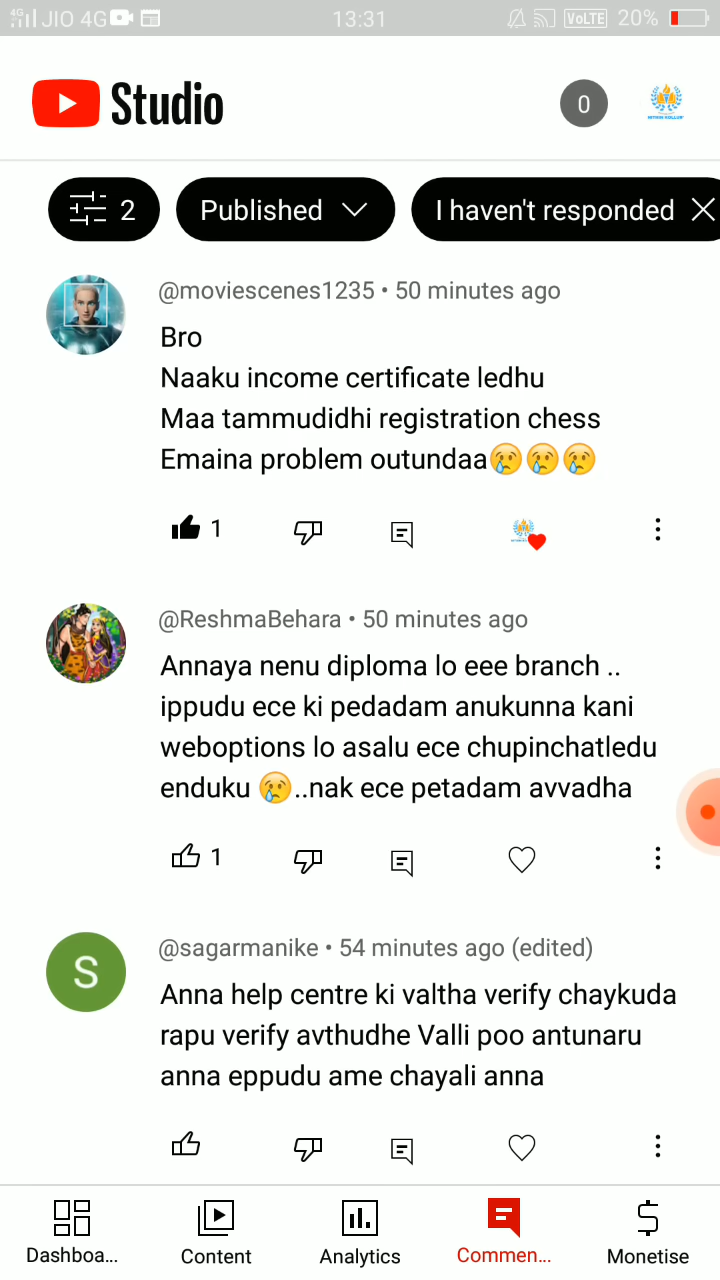 4G JIO 4G 13:31 VoLTE 20%
Studio 0
2 Published I haven't responded
@moviescenes1235 • 50 minutes ago
Bro
Naaku income certificate ledhu
Maa tammudidhi registration chess
Emaina problem outundaa😢😢😢
1
@ReshmaBehara • 50 minutes ago
Annaya nenu diploma lo eee branch ..
ippudu ece ki pedadam anukunna kani
weboptions lo asalu ece chupinchatledu
enduku 😢..nak ece petadam avvadha
1
S
@sagarmanike • 54 minutes ago (edited)
Anna help centre ki valtha verify chaykuda
rapu verify avthudhe Valli poo antunaru
anna eppudu ame chayali anna
Dashboa... Content Analytics Commen... Monetise